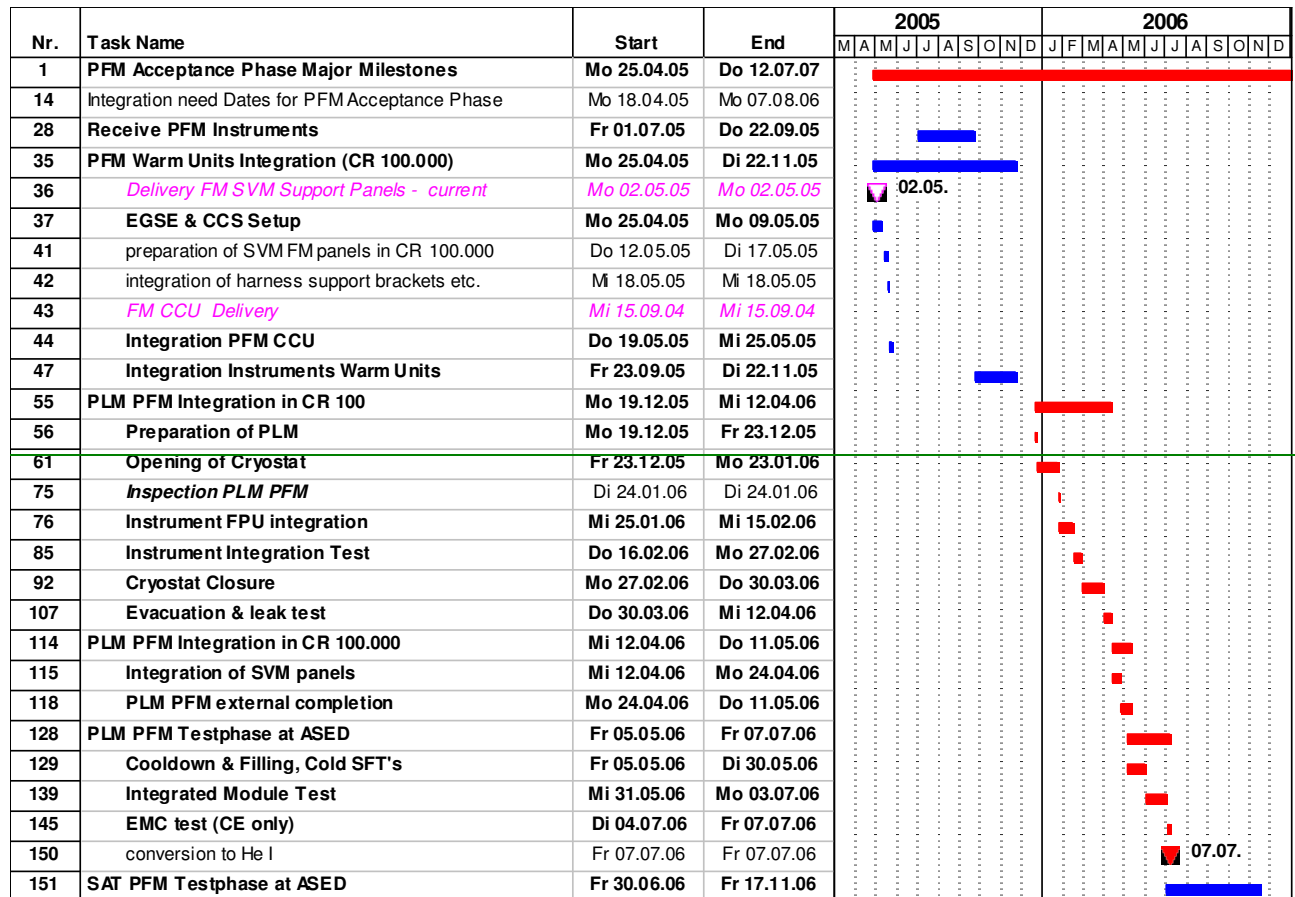 2005 2006
Nr. Task Name Start End M A M J J A S O N D J F M A M J J A S O N D
1 PFM Acceptance Phase Major Milestones Mo 25.04.05 Do 12.07.07
14 Integration need Dates for PFM Acceptance Phase Mo 18.04.05 Mo 07.08.06
28 Receive PFM Instruments Fr 01.07.05 Do 22.09.05
35 PFM Warm Units Integration (CR 100.000) Mo 25.04.05 Di 22.11.05
36 Delivery FM SVM Support Panels - current Mo 02.05.05 Mo 02.05.05 02.05.
37 EGSE & CCS Setup Mo 25.04.05 Mo 09.05.05
41 preparation of SVM FM panels in CR 100.000 Do 12.05.05 Di 17.05.05
42 integration of harness support brackets etc. Mi 18.05.05 Mi 18.05.05
43 FM CCU Delivery Mi 15.09.04 Mi 15.09.04
44 Integration PFM CCU Do 19.05.05 Mi 25.05.05
47 Integration Instruments Warm Units Fr 23.09.05 Di 22.11.05
55 PLM PFM Integration in CR 100 Mo 19.12.05 Mi 12.04.06
56 Preparation of PLM Mo 19.12.05 Fr 23.12.05
61 Opening of Cryostat Fr 23.12.05 Mo 23.01.06
75 Inspection PLM PFM Di 24.01.06 Di 24.01.06
76 Instrument FPU integration Mi 25.01.06 Mi 15.02.06
85 Instrument Integration Test Do 16.02.06 Mo 27.02.06
92 Cryostat Closure Mo 27.02.06 Do 30.03.06
107 Evacuation & leak test Do 30.03.06 Mi 12.04.06
114 PLM PFM Integration in CR 100.000 Mi 12.04.06 Do 11.05.06
115 Integration of SVM panels Mi 12.04.06 Mo 24.04.06
118 PLM PFM external completion Mo 24.04.06 Do 11.05.06
128 PLM PFM Testphase at ASED Fr 05.05.06 Fr 07.07.06
129 Cooldown & Filling, Cold SFT's Fr 05.05.06 Di 30.05.06
139 Integrated Module Test Mi 31.05.06 Mo 03.07.06
145 EMC test (CE only) Di 04.07.06 Fr 07.07.06
150 conversion to He I Fr 07.07.06 Fr 07.07.06 07.07.
151 SAT PFM Testphase at ASED Fr 30.06.06 Fr 17.11.06